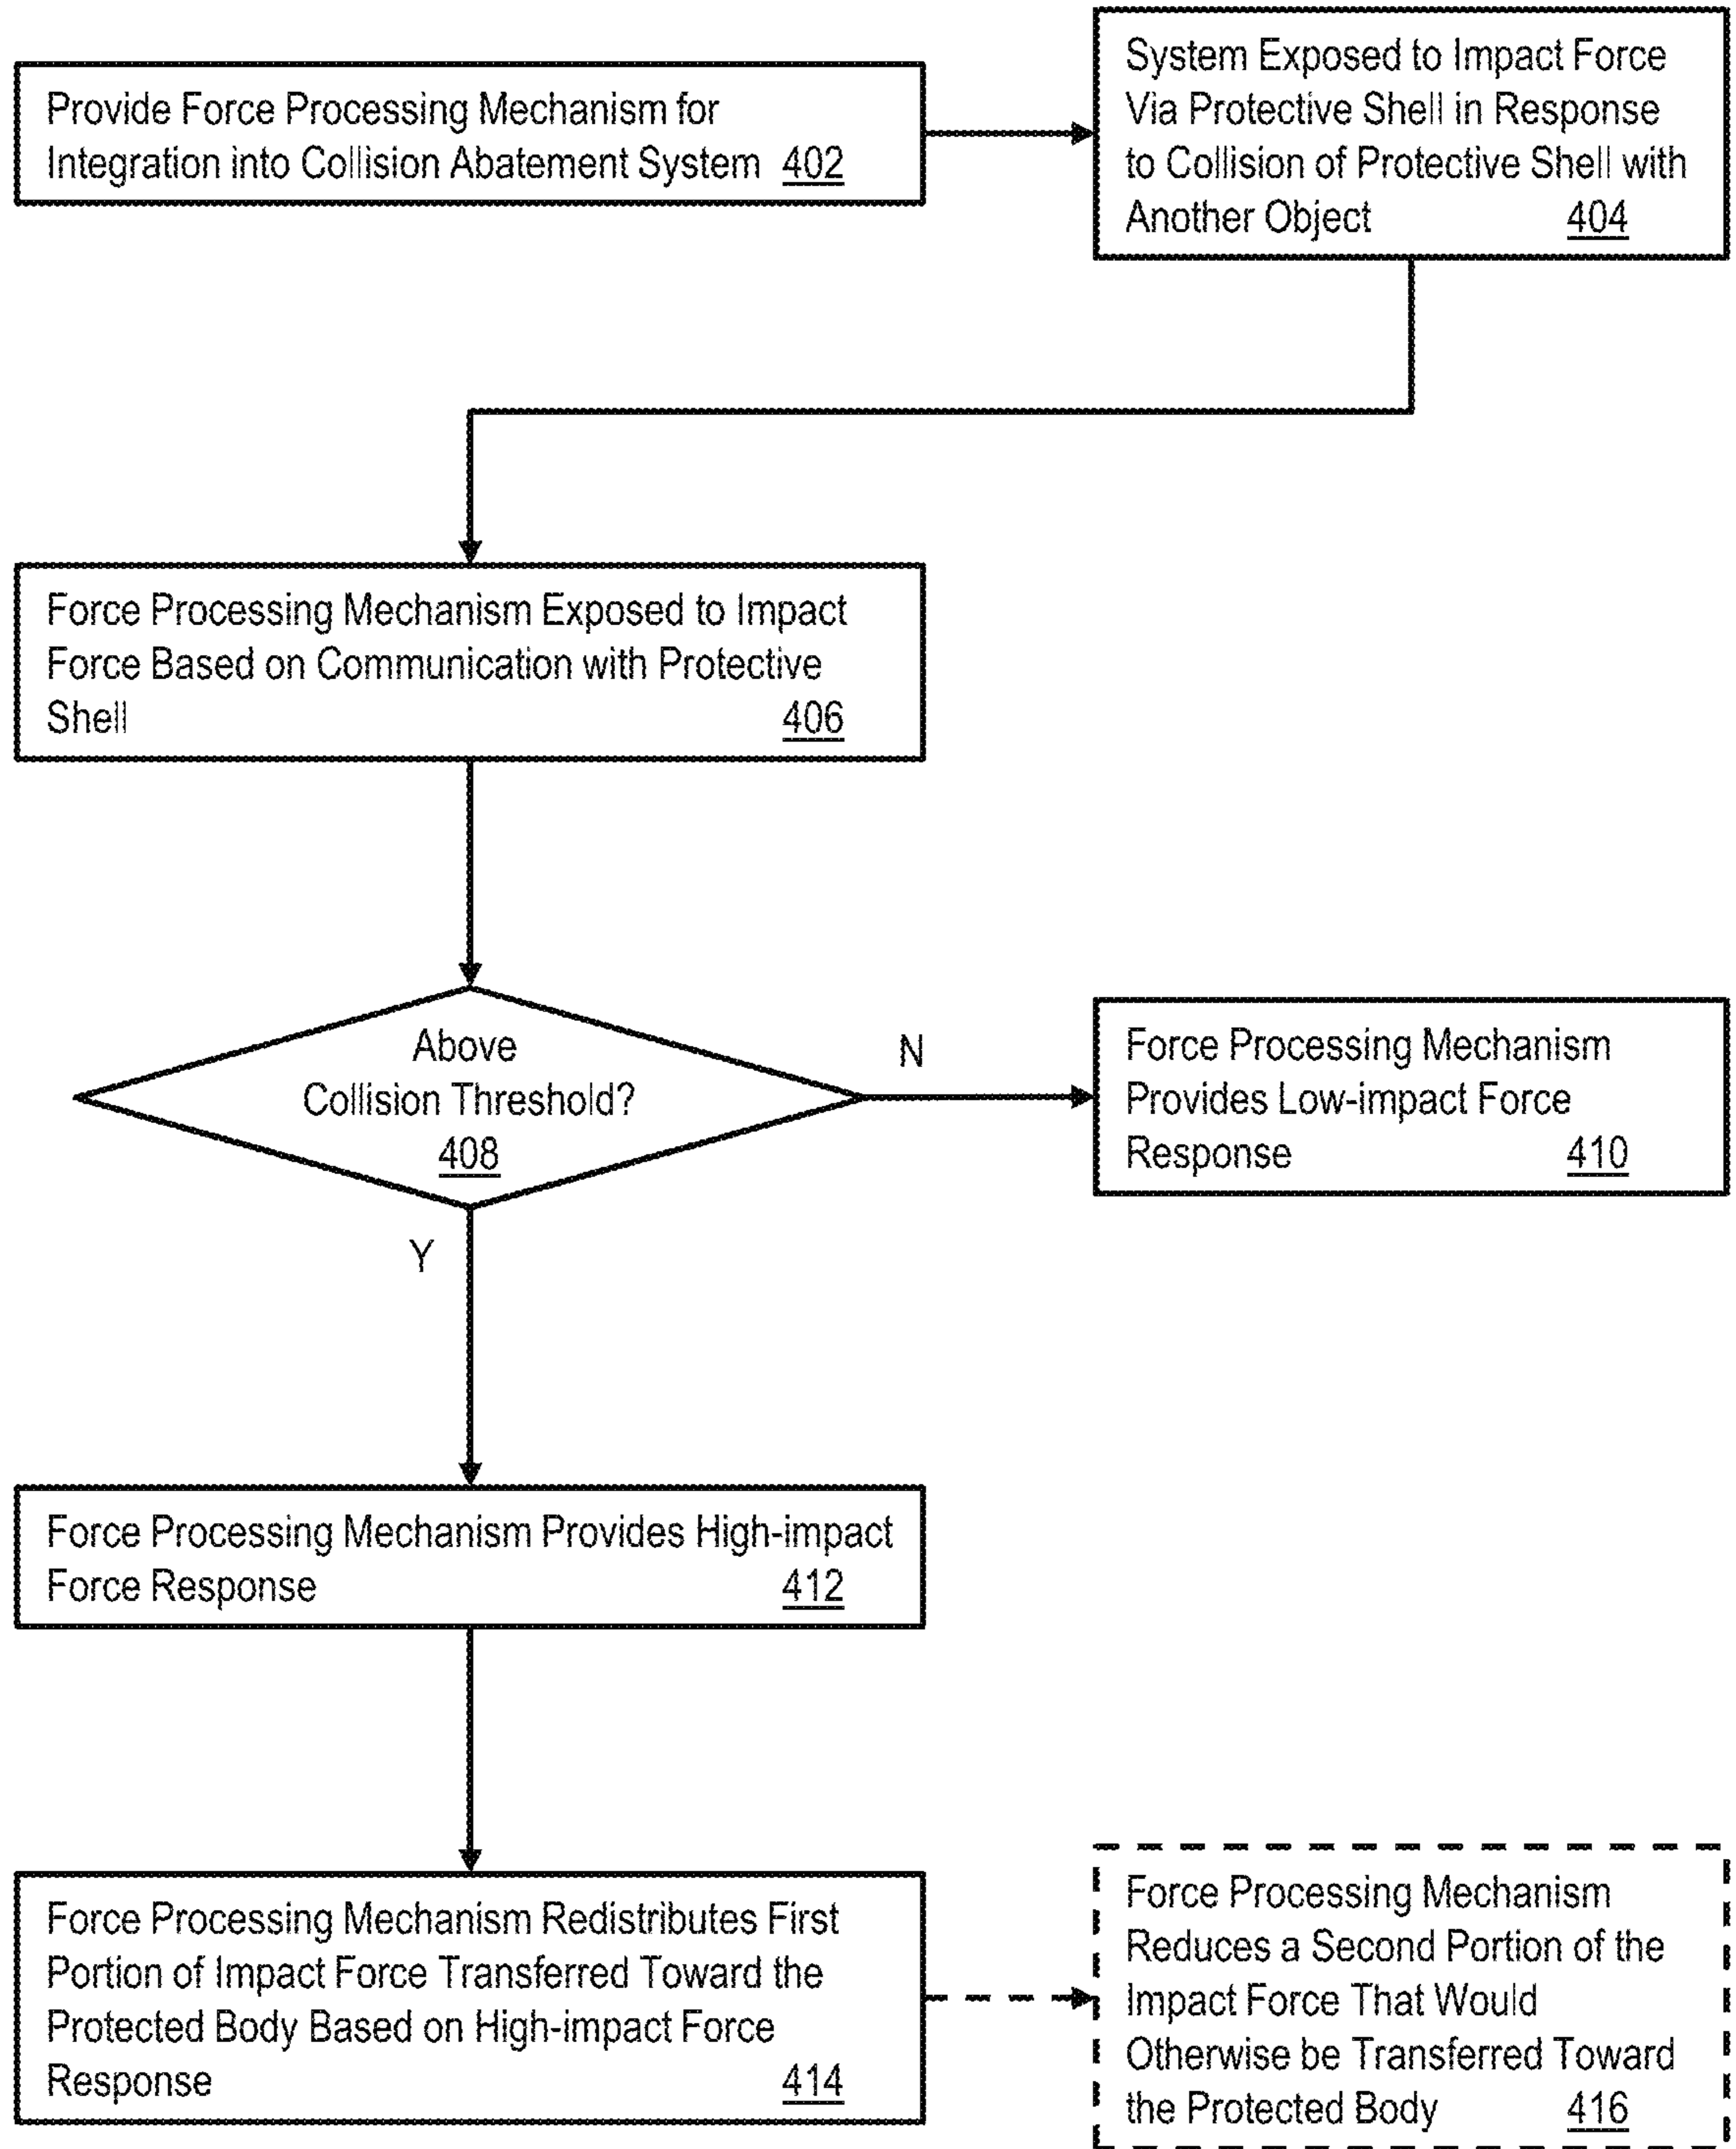 Provide Force Processing Mechanism for
Integration into Collision Abatement System 402
System Exposed to Impact Force
Via Protective Shell in Response
to Collision of Protective Shell with
Another Object 404
Force Processing Mechanism Exposed to Impact
Force Based on Communication with Protective
Shell 406
Above
Collision Threshold?
408
N
Force Processing Mechanism
Provides Low-impact Force
Response 410
Y
Force Processing Mechanism Provides High-impact
Force Response 412
Force Processing Mechanism Redistributes First
Portion of Impact Force Transferred Toward the
Protected Body Based on High-impact Force
Response 414
Force Processing Mechanism
Reduces a Second Portion of the
Impact Force That Would
Otherwise be Transferred Toward
the Protected Body 416